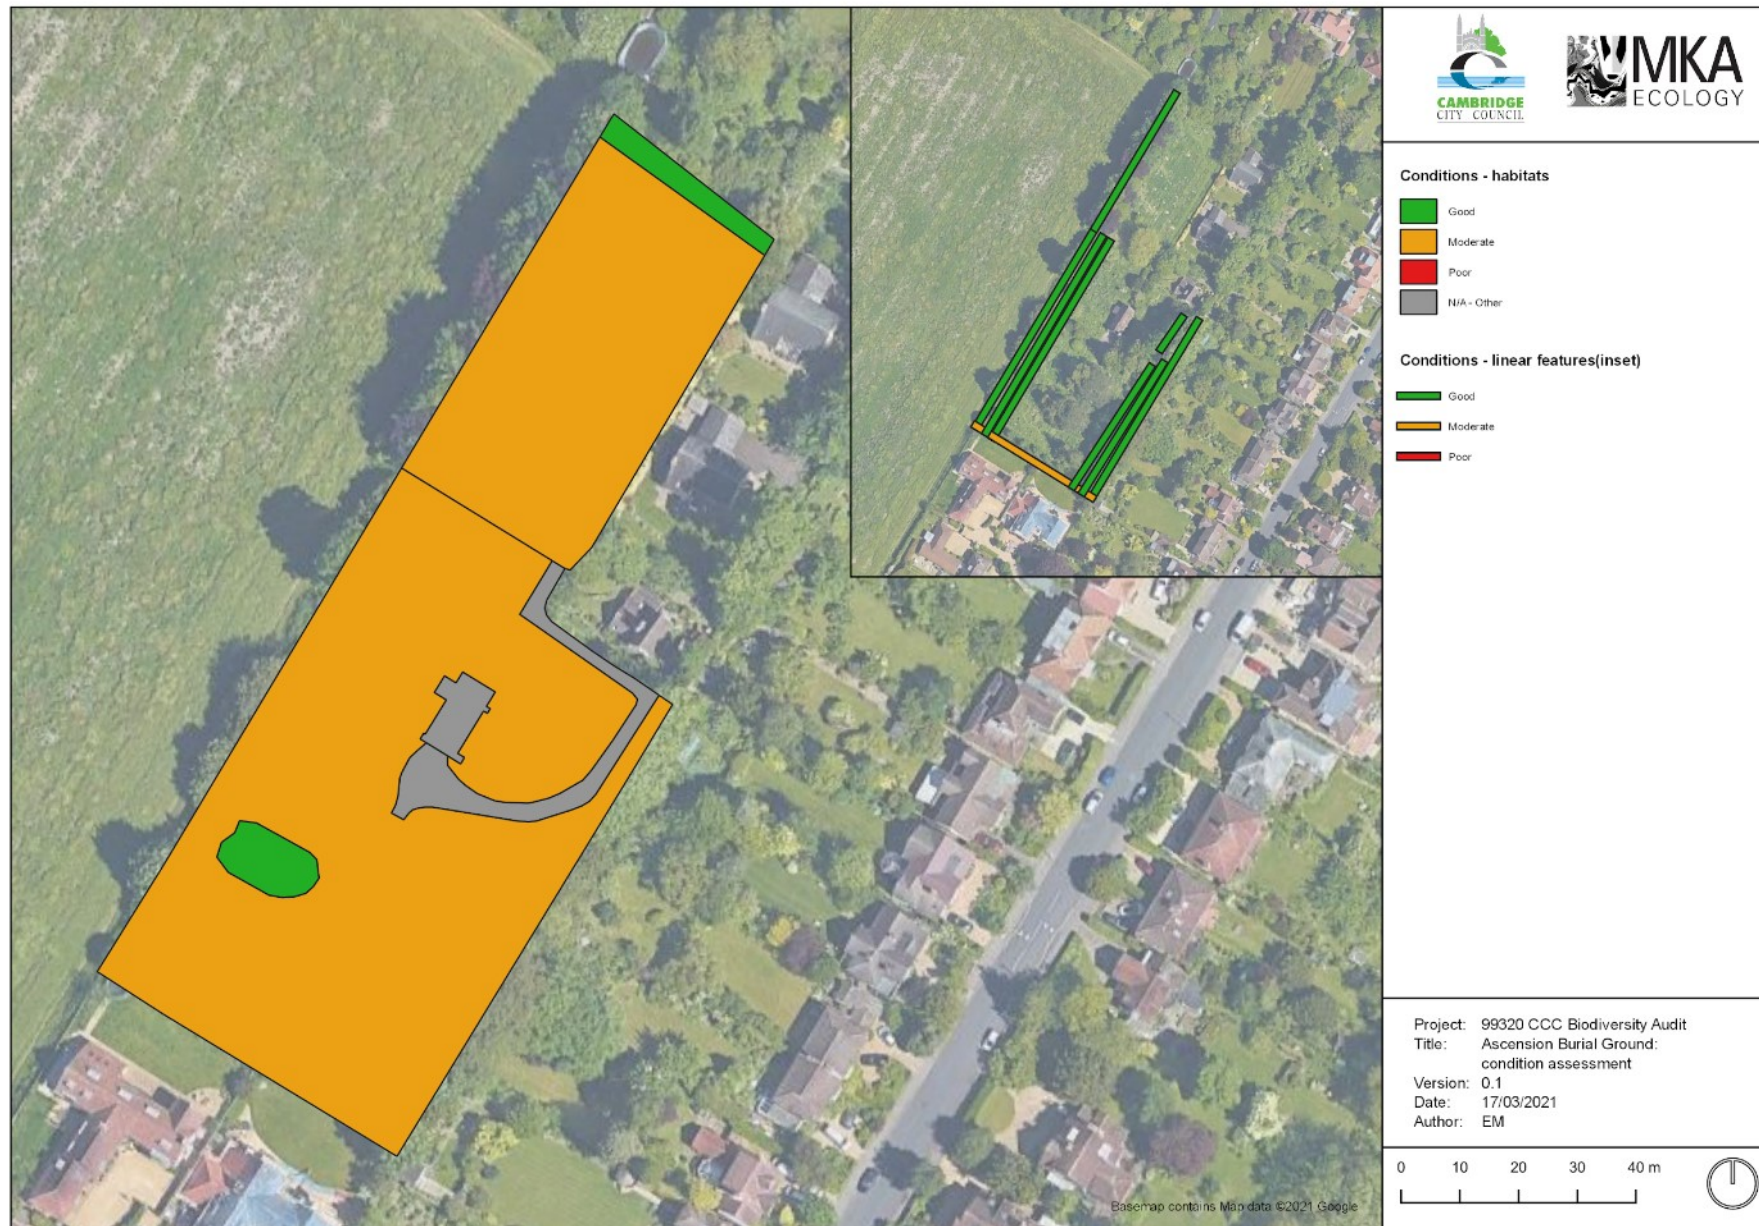 CAMBRIDGE
CITY COUNCIL
MKA
ECOLOGY
Conditions - habitats
Good
Moderate
Poor
N/A - Other
Conditions - linear features(inset)
Good
Moderate
Poor
Project: 99320 CCC Biodiversity Audit
Title: Ascension Burial Ground:
condition assessment
Version: 0.1
Date: 17/03/2021
Author: EM
0 10 20 30 40 m
Basemap contains Map data ©2021 Google